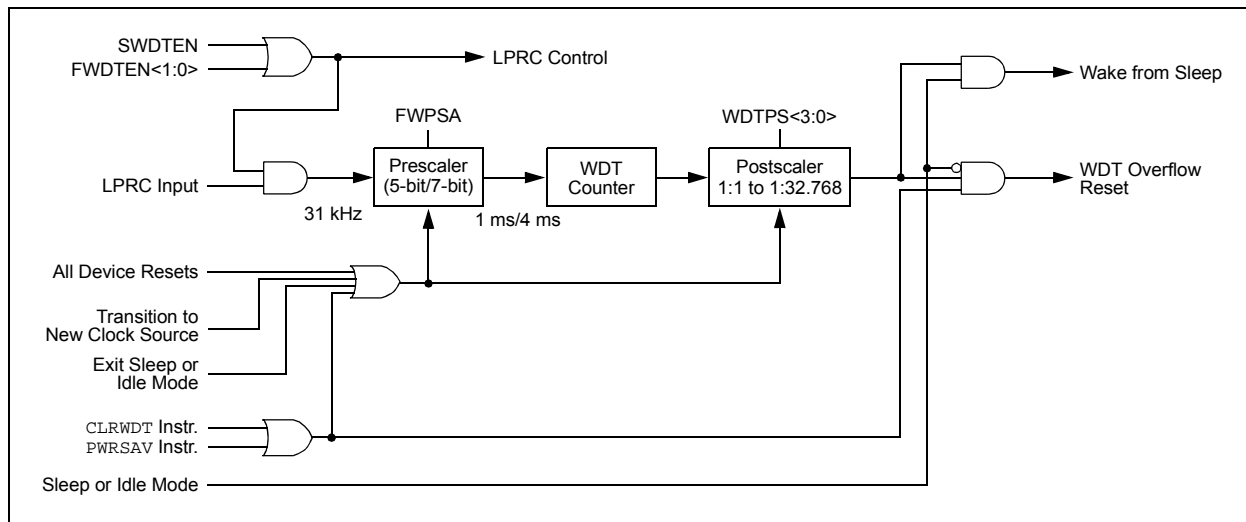 SWDTEN
FWDTEN<1:0>
LPRC Control
Wake from Sleep
FWPSA
WDTPS<3:0>
LPRC Input
Prescaler
(5-bit/7-bit)
WDT
Counter
Postscaler
1:1 to 1:32.768
WDT Overflow
Reset
31 kHz
1 ms/4 ms
All Device Resets
Transition to
New Clock Source
Exit Sleep or
Idle Mode
CLRWDT Instr.
PWRSAV Instr.
Sleep or Idle Mode